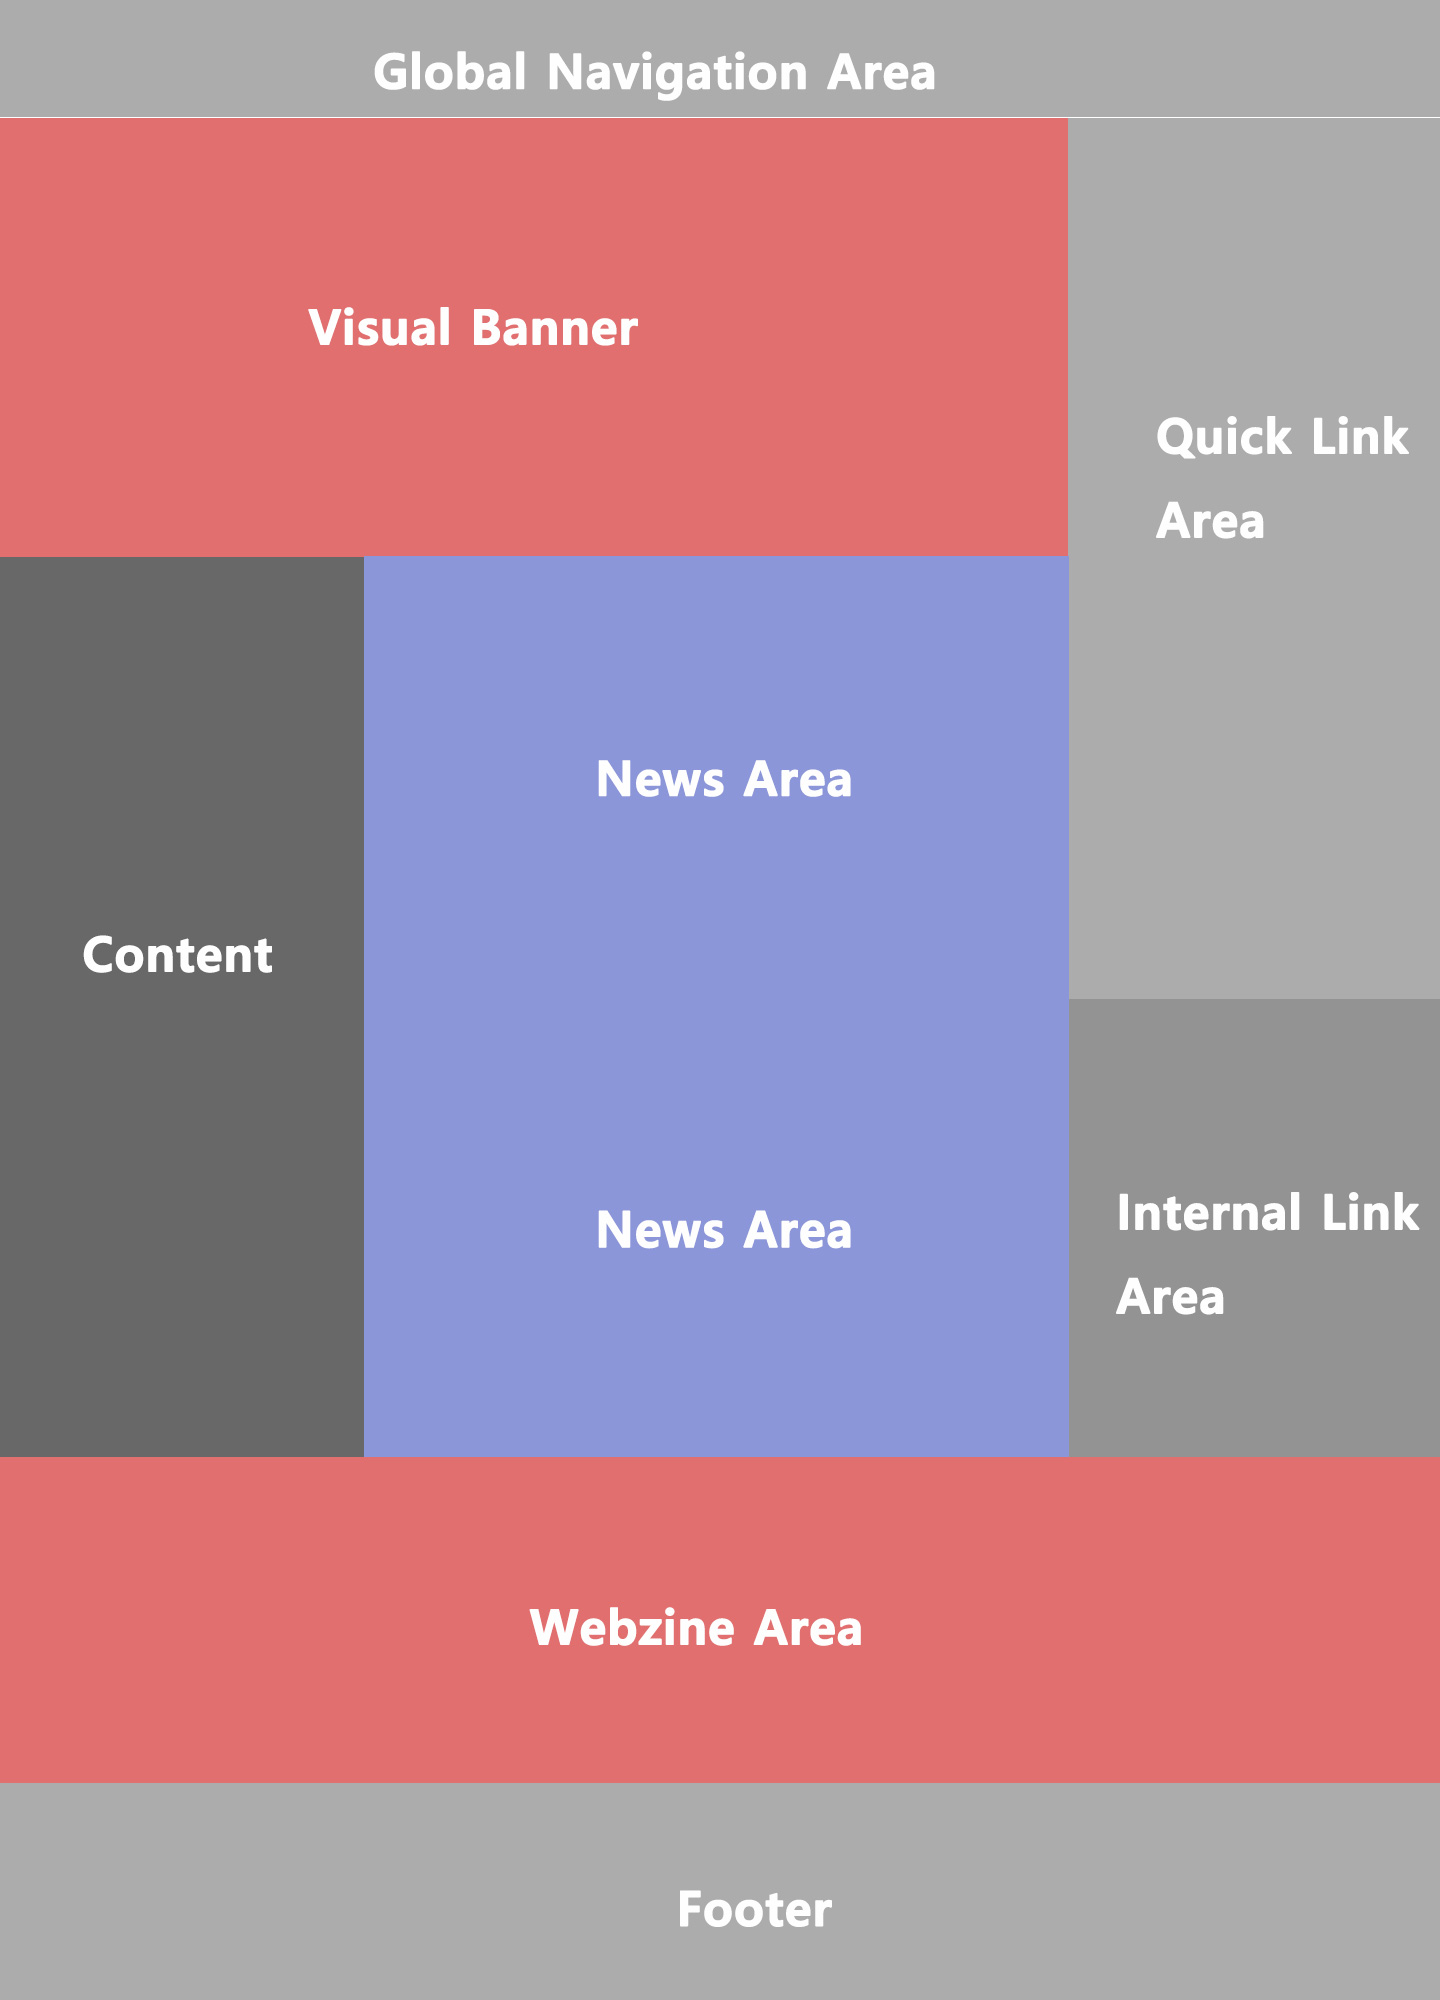 Global Navigation Area
Visual Banner
Quick Link
Area
News Area
Content
News Area
Internal Link
Area
Webzine Area
Footer